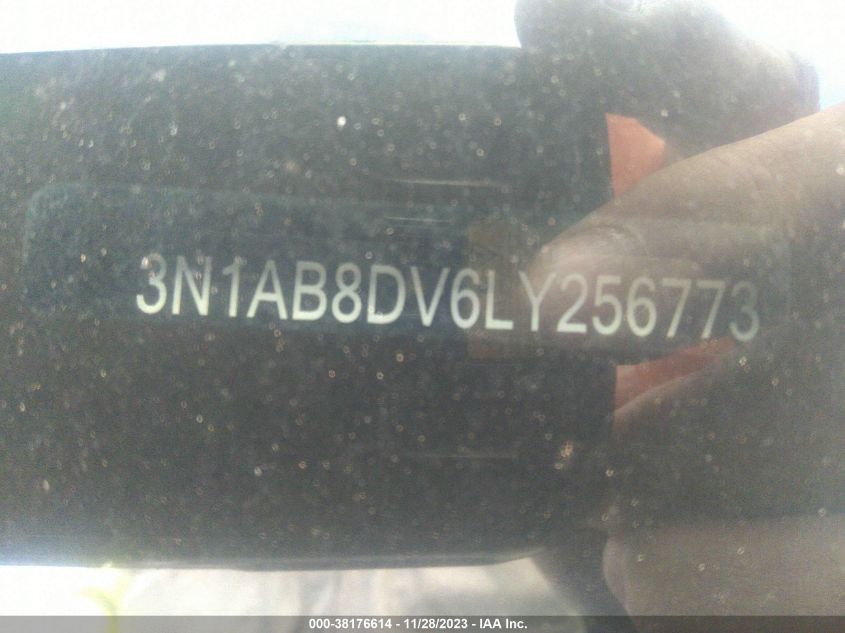 3N1AB8DV6LY256773
000-38176614 - 11/28/2023 - IAA Inc.